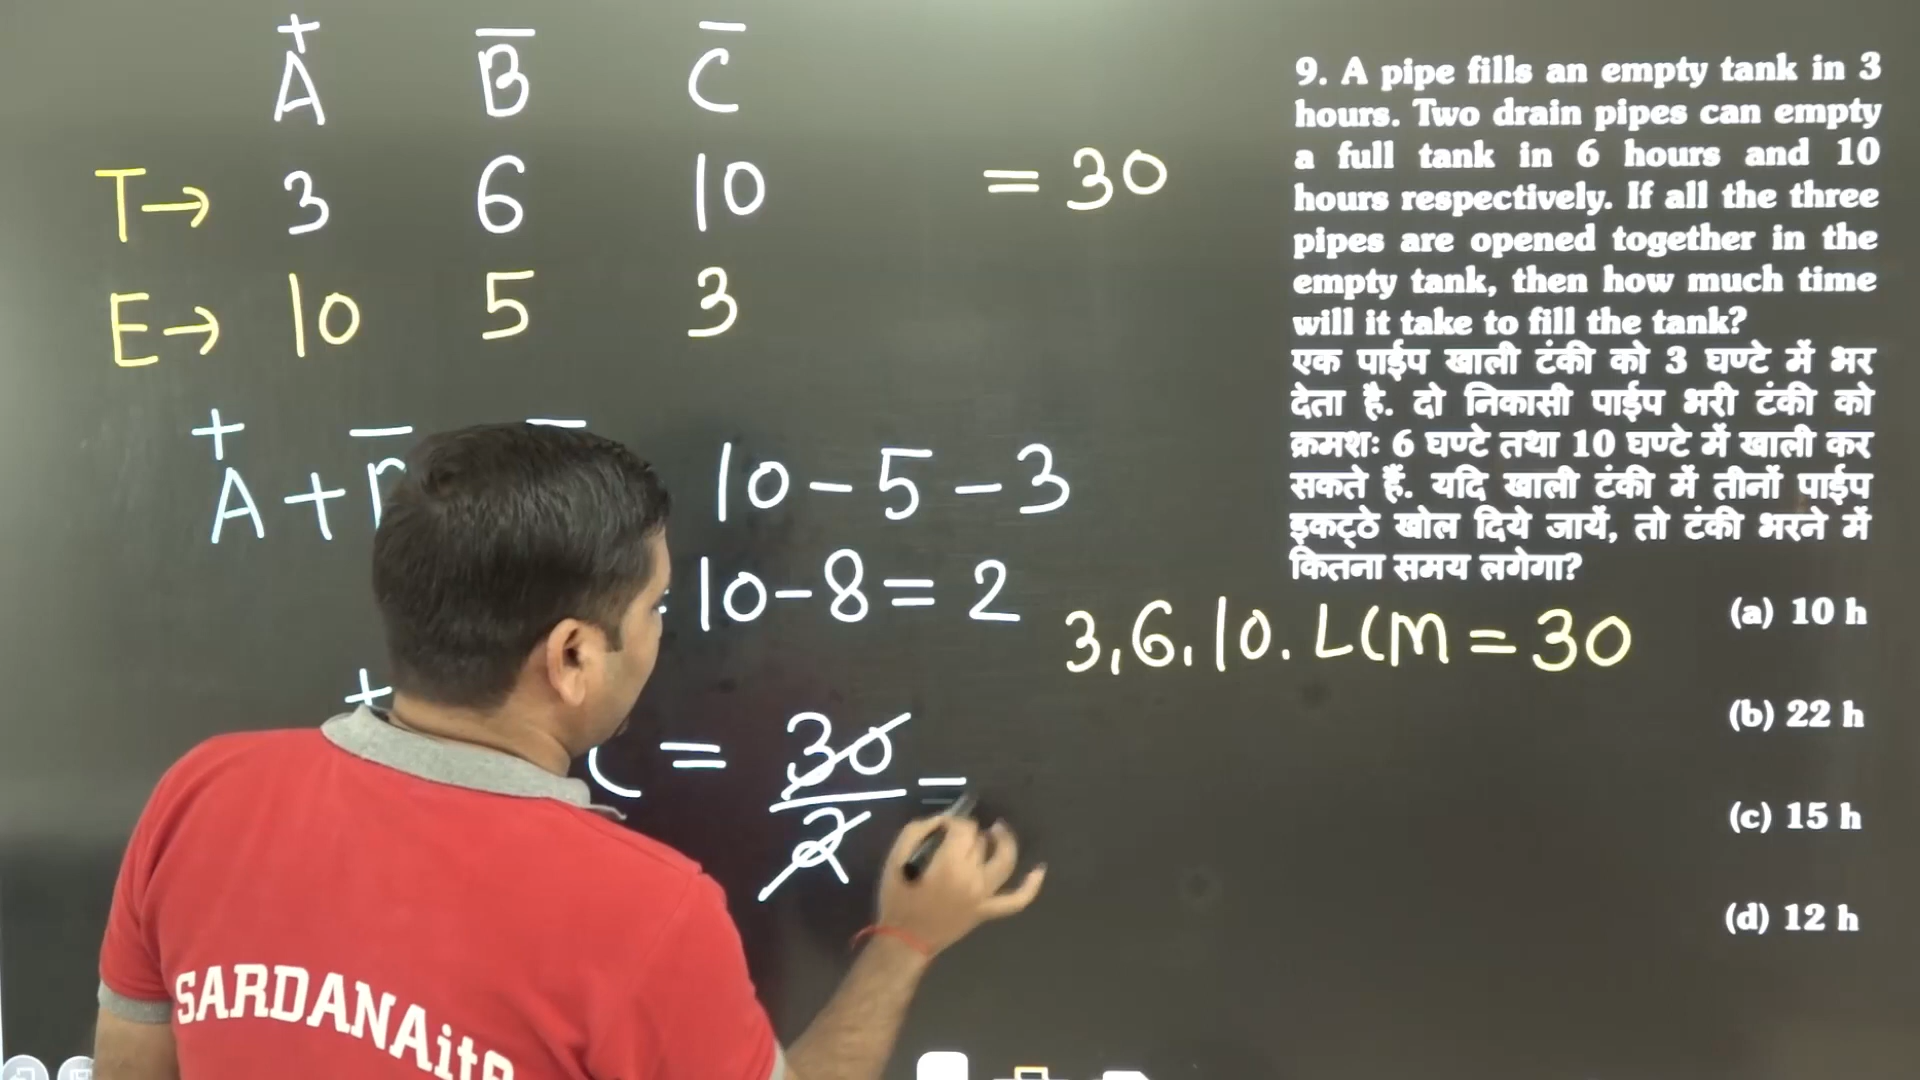 + − −
A B C
T→ 3 6 10 = 30
E→ 10 5 3
+ − −
A + 10 − 5 − 3
10 − 8 = 2
+
C = 30/2 =
3, 6, 10. LCM = 30
9. A pipe fills an empty tank in 3
hours. Two drain pipes can empty
a full tank in 6 hours and 10
hours respectively. If all the three
pipes are opened together in the
empty tank, then how much time
will it take to fill the tank?
एक पाईप खाली टंकी को 3 घण्टे में भर
देता है. दो निकासी पाईप भरी टंकी को
क्रमशः 6 घण्टे तथा 10 घण्टे में खाली कर
सकते हैं. यदि खाली टंकी में तीनों पाईप
इकट्ठे खोल दिये जायें, तो टंकी भरने में
कितना समय लगेगा?
(a) 10 h
(b) 22 h
(c) 15 h
(d) 12 h